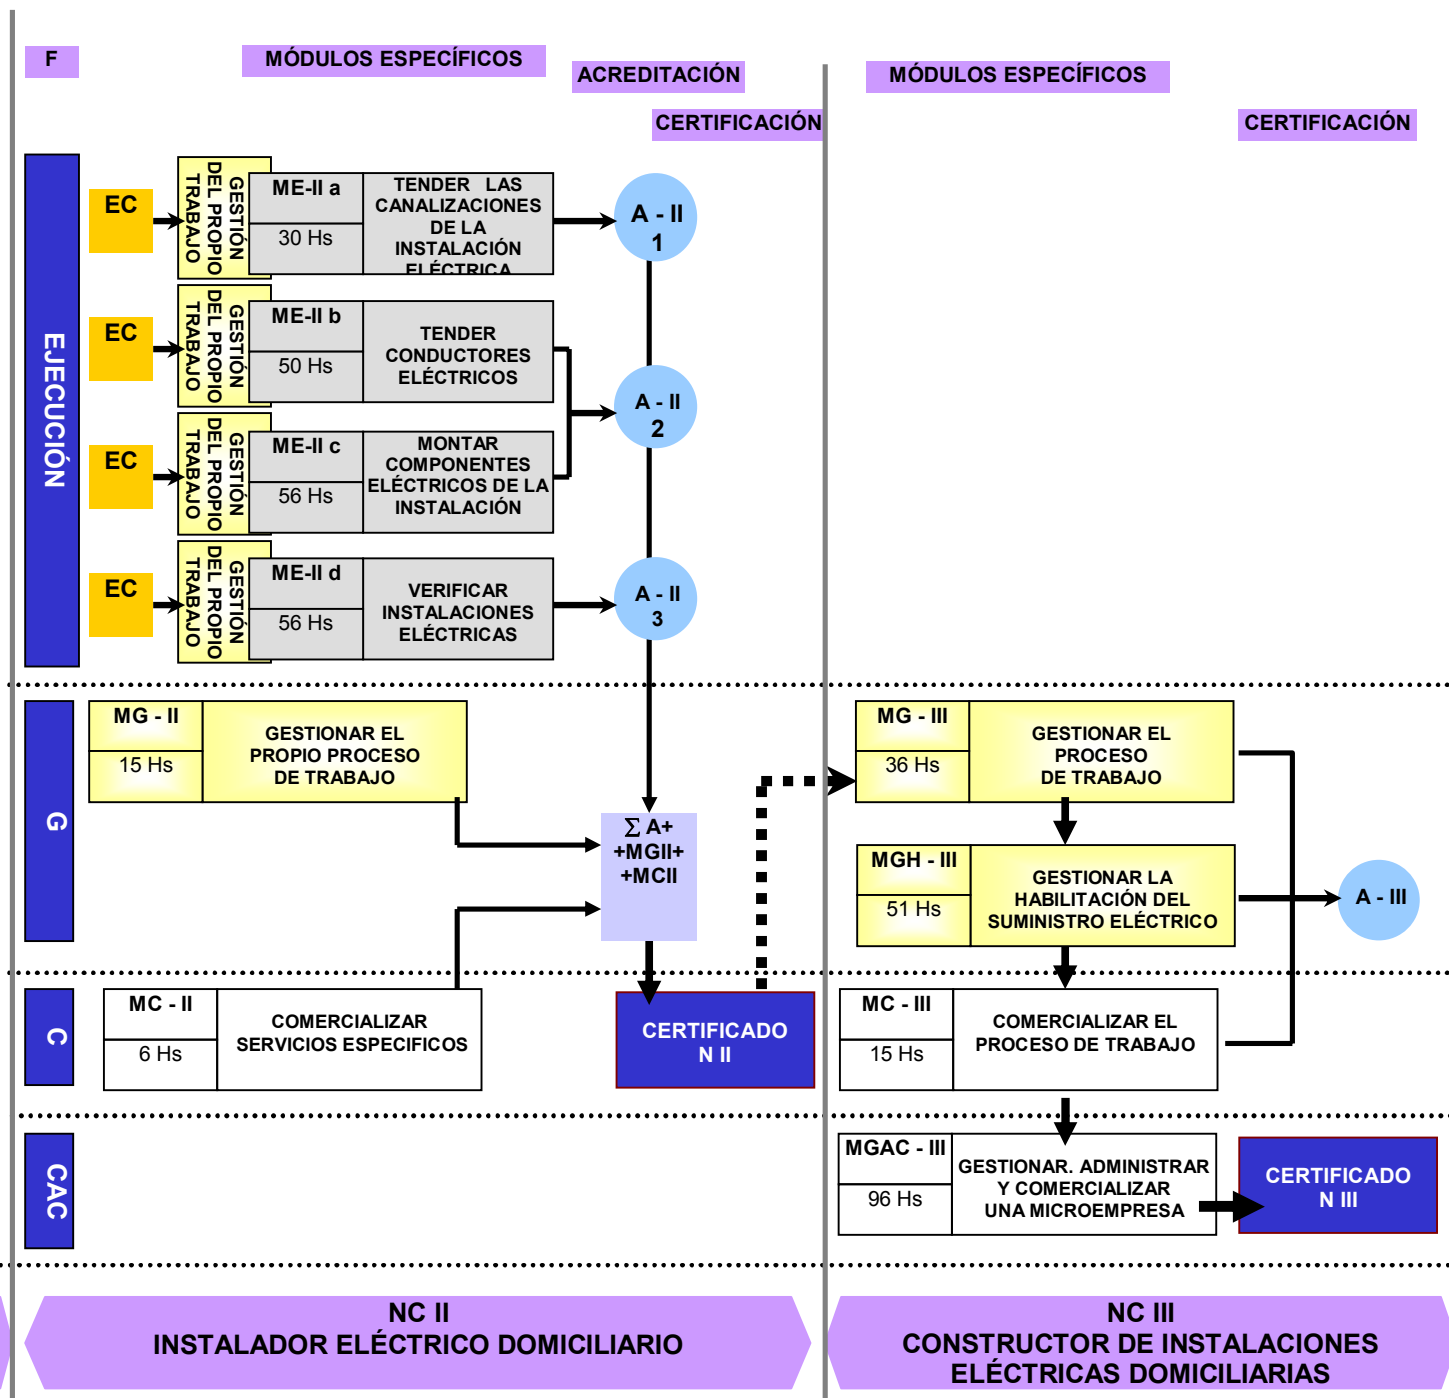 F
MÓDULOS ESPECÍFICOS
ACREDITACIÓN
CERTIFICACIÓN
MÓDULOS ESPECÍFICOS
CERTIFICACIÓN
EJECUCIÓN
EC
GESTIÓN
DEL PROPIO
TRABAJO
ME-II a
30 Hs
TENDER LAS
CANALIZACIONES
DE LA
INSTALACIÓN
ELÉCTRICA
A - II
1
EC
GESTIÓN
DEL PROPIO
TRABAJO
ME-II b
50 Hs
TENDER
CONDUCTORES
ELÉCTRICOS
A - II
2
EC
GESTIÓN
DEL PROPIO
TRABAJO
ME-II c
56 Hs
MONTAR
COMPONENTES
ELÉCTRICOS DE LA
INSTALACIÓN
EC
GESTIÓN
DEL PROPIO
TRABAJO
ME-II d
56 Hs
VERIFICAR
INSTALACIONES
ELÉCTRICAS
A - II
3
G
MG - II
15 Hs
GESTIONAR EL
PROPIO PROCESO
DE TRABAJO
Σ A+
+MGII+
+MCII
MG - III
36 Hs
GESTIONAR EL
PROCESO
DE TRABAJO
MGH - III
51 Hs
GESTIONAR LA
HABILITACIÓN DEL
SUMINISTRO ELÉCTRICO
A - III
C
MC - II
6 Hs
COMERCIALIZAR
SERVICIOS ESPECIFICOS
CERTIFICADO
N II
MC - III
15 Hs
COMERCIALIZAR EL
PROCESO DE TRABAJO
CAC
MGAC - III
96 Hs
GESTIONAR. ADMINISTRAR
Y COMERCIALIZAR
UNA MICROEMPRESA
CERTIFICADO
N III
NC II
INSTALADOR ELÉCTRICO DOMICILIARIO
NC III
CONSTRUCTOR DE INSTALACIONES
ELÉCTRICAS DOMICILIARIAS